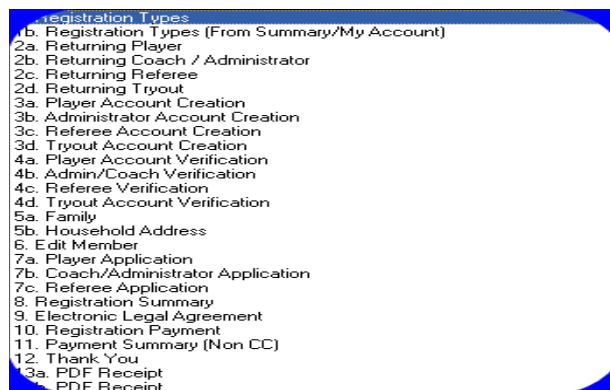 Registration Types
1b. Registration Types (From Summary/My Account)
2a. Returning Player
2b. Returning Coach / Administrator
2c. Returning Referee
2d. Returning Tryout
3a. Player Account Creation
3b. Administrator Account Creation
3c. Referee Account Creation
3d. Tryout Account Creation
4a. Player Account Verification
4b. Admin/Coach Verification
4c. Referee Verification
4d. Tryout Account Verification
5a. Family
5b. Household Address
6. Edit Member
7a. Player Application
7b. Coach/Administrator Application
7c. Referee Application
8. Registration Summary
9. Electronic Legal Agreement
10. Registration Payment
11. Payment Summary (Non CC)
12. Thank You
13a. PDF Receipt
PDF Receipt